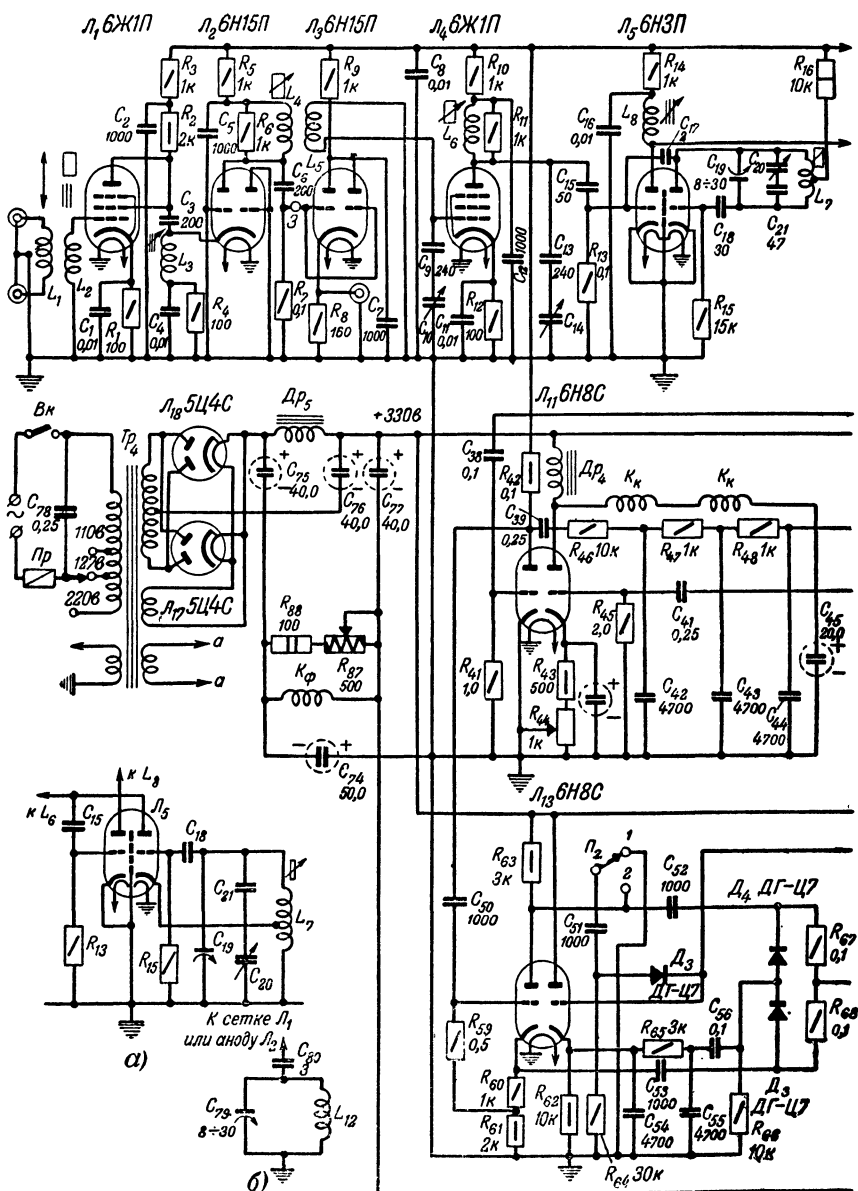 Л₁ 6Ж1П Л₂ 6Н15П Л₃ 6Н15П Л₄ 6Ж1П Л₅ 6Н3П
R₃ 1к
R₅ 1к
R₉ 1к
C₈ 0,01
R₁₀ 1к
R₁₄ 1к
R₁₆ 10к
C₂ 1000
R₂ 2к
C₅ 1000
R₆ 1к
L₄
L₅
L₆
R₁₁ 1к
C₁₆ 0,01
L₈
C₁₇ 2
C₁₉ 8÷30
C₂₀
L₇
C₃ 200
C₆ 200
3
C₁₅ 50
C₁₈ 30
C₂₁ 47
L₁
L₂
L₃
C₉ 240
C₁₂ 1000
C₁₃ 240
R₁₃ 0,1
C₁ 0,01
R₁ 100
C₄ 0,01
R₄ 100
R₇ 0,1
R₈ 160
C₇ 1000
C₁₀
C₁₁ 0,01
R₁₂ 100
C₁₄
R₁₅ 15к
Вк
Тр₄
Л₁₈ 5Ц4С
Др₅
+330в
Л₁₁ 6Н8С
C₇₈ 0,25
110в
127в
220в
Пр
Л₁₇ 5Ц4С
C₇₅ 40,0
C₇₆ 40,0
C₇₇ 40,0
C₃₈ 0,1
R₄₂ 0,1
Др₄
Кк
Кк
C₃₉ 0,25
R₄₆ 10к
R₄₇ 1к
R₄₈ 1к
R₈₈ 100
R₈₇ 500
Кф
а
а
R₄₅ 2,0
C₄₁ 0,25
C₄₅ 20,0
R₄₁ 1,0
R₄₃ 500
R₄₄ 1к
C₄₂ 4700
C₄₃ 4700
C₄₄ 4700
C₇₄ 50,0
к L₈
к L₆
C₁₅
Л₅
C₁₈
C₂₁
L₇
R₁₃
R₁₅
C₁₉
C₂₀
а)
К сетке Л₁
или аноду Л₂
C₈₀ 3
C₇₉ 8÷30
L₁₂
б)
Л₁₃ 6Н8С
R₆₃ 3к
П₂
1
2
C₅₂ 1000
C₅₀ 1000
C₅₁ 1000
Д₄ ДГ-Ц7
Д₃
ДГ-Ц7
R₆₇ 0,1
R₆₈ 0,1
R₅₉ 0,5
R₆₅ 3к
C₅₆ 0,1
R₆₀ 1к
R₆₁ 2к
R₆₂ 10к
C₅₃ 1000
C₅₄ 4700
C₅₅ 4700
Д₃
ДГ-Ц7
R₆₆ 10к
R₆₄ 30к